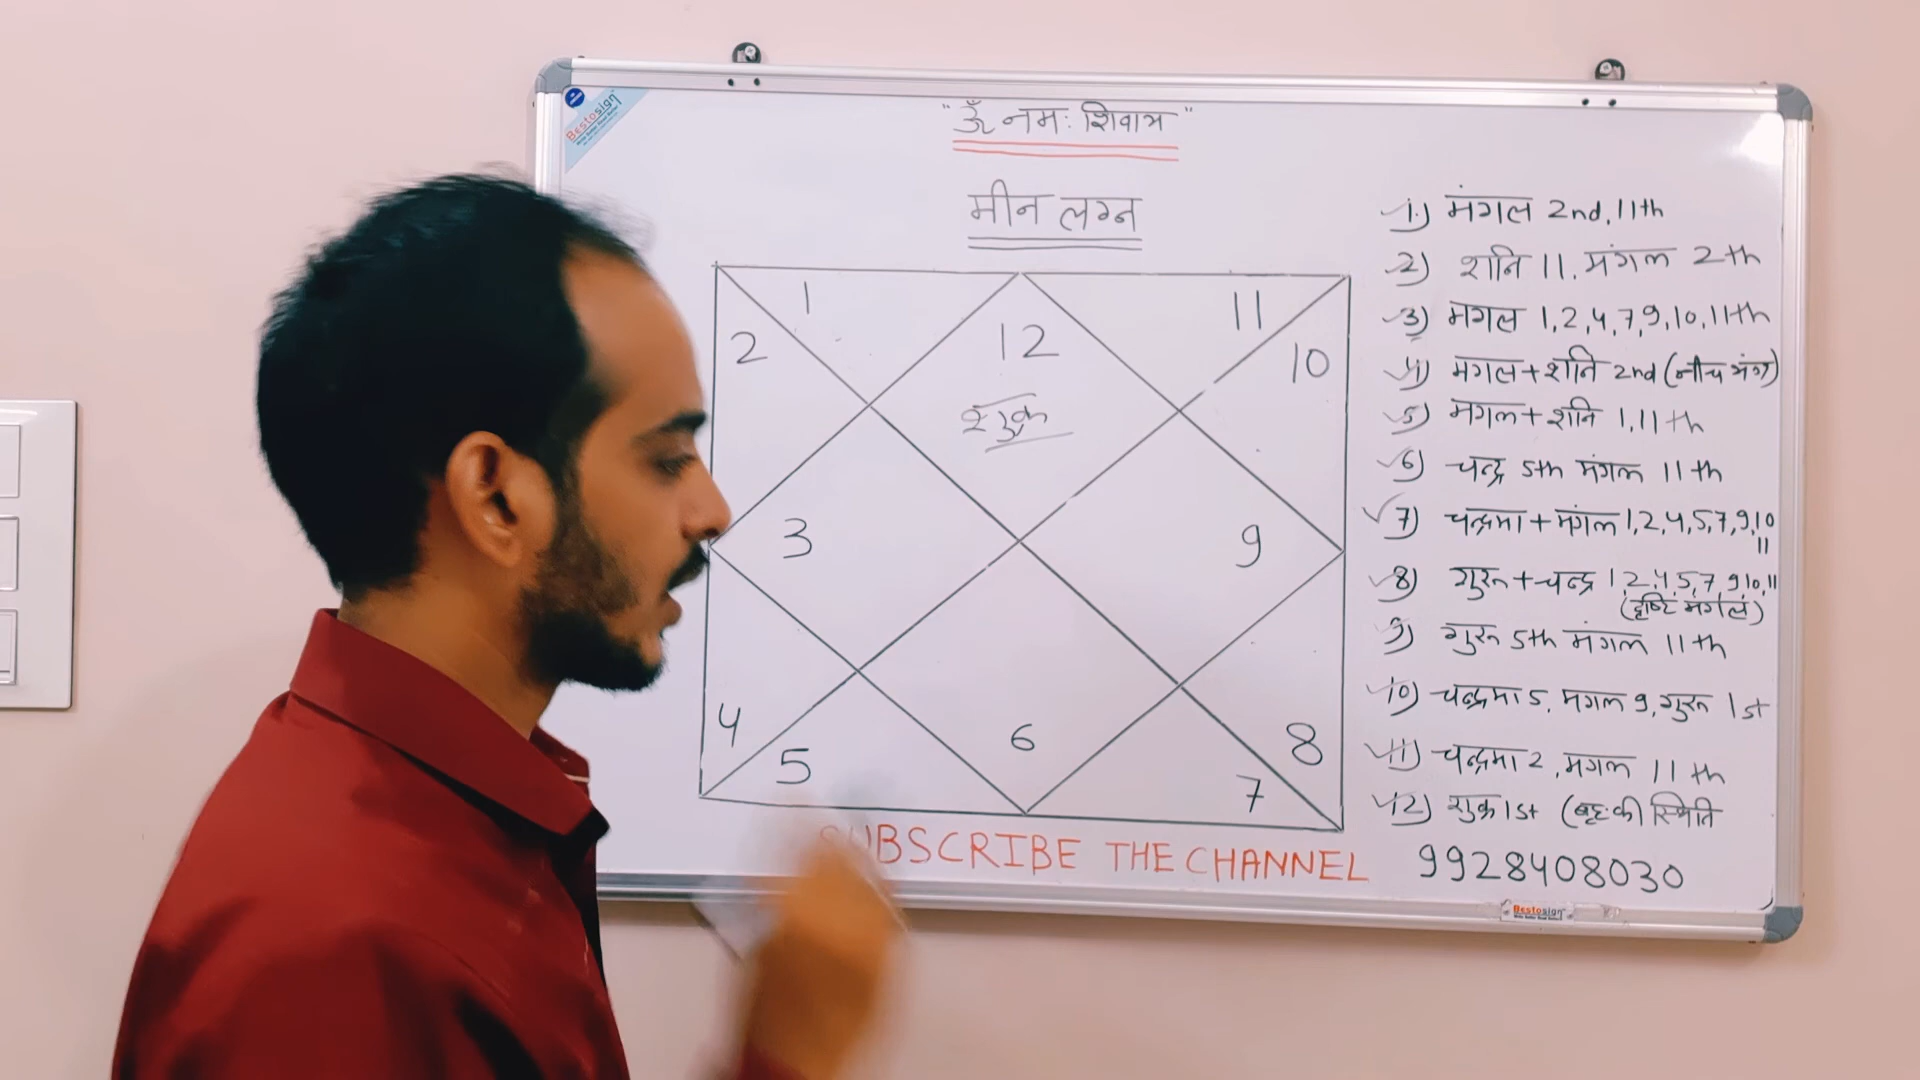 Bestosign
"ॐ नमः शिवाय"
मीन लग्न
1
2
3
4
5
6
7
8
9
10
11
12
शुक्र
1) मंगल 2nd, 11th
2) शनि 11, मंगल 2th
3) मंगल 1,2,4,7,9,10,11th
4) मंगल+शनि 2nd (नीच भंग)
5) मंगल+शनि 1,11th
6) चन्द्र 5th मंगल 11th
7) चन्द्रमा+मंगल 1,2,4,5,7,9,10
11
8) गुरु+चन्द्र 1,2,4,5,7,9,10,11
(दृष्टि मंगल)
9) गुरु 5th मंगल 11th
10) चन्द्रमा 5, मंगल 9, गुरु 1st
11) चन्द्रमा 2, मंगल 11th
12) शुक्र 1st (बृह: की स्थिति
SUBSCRIBE THE CHANNEL
9928408030
Bestosign